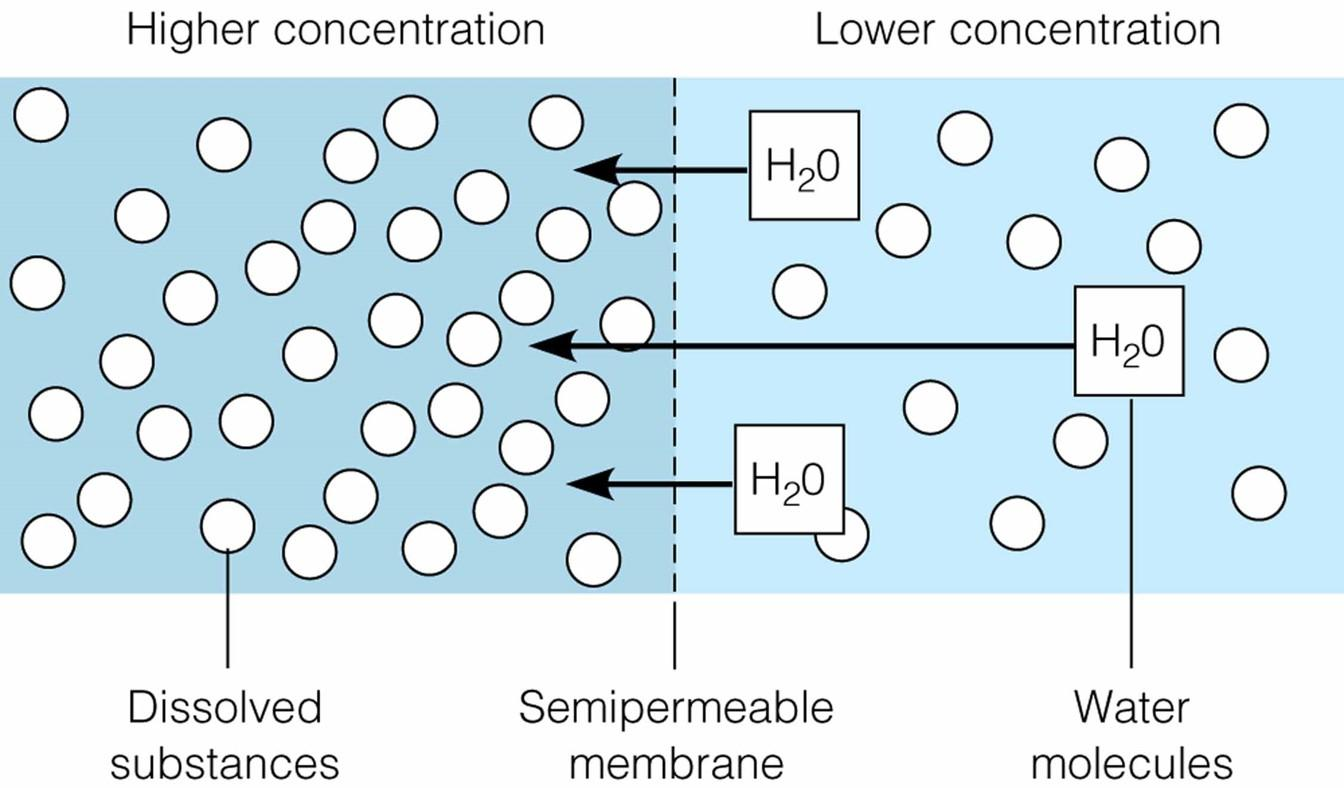 Higher concentration
Lower concentration
H₂0
H₂0
H₂0
Dissolved
substances
Semipermeable
membrane
Water
molecules